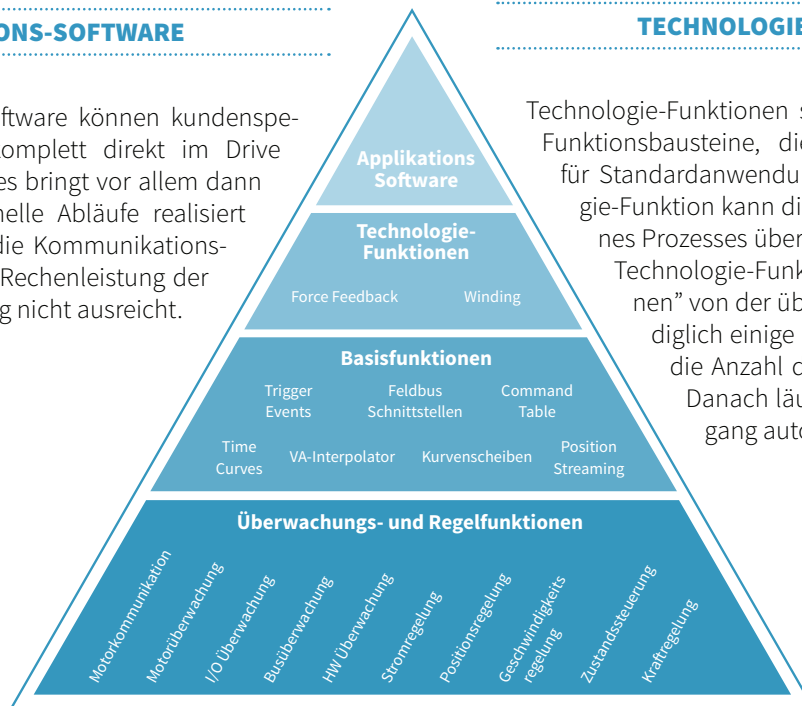 ONS-SOFTWARE
ftware können kundenspe-
omplett direkt im Drive
es bringt vor allem dann
nelle Abläufe realisiert
die Kommunikations-
Rechenleistung der
g nicht ausreicht.
TECHNOLOGIE
Technologie-Funktionen s
Funktionsbausteine, die
für Standardanwendu
gie-Funktion kann di
nes Prozesses über
Technologie-Funk
nen” von der üb
diglich einige
die Anzahl d
Danach läu
gang auto
Applikations
Software
Technologie-
Funktionen
Force Feedback Winding
Basisfunktionen
Trigger
Events
Feldbus
Schnittstellen
Command
Table
Time
Curves
VA-Interpolator
Kurvenscheiben
Position
Streaming
Überwachungs- und Regelfunktionen
Motorkommunikation
Motorüberwachung
I/O Überwachung
Busüberwachung
HW Überwachung
Stromregelung
Positionsregelung
Geschwindigkeits
regelung
Zustandssteuerung
Kraftregelung